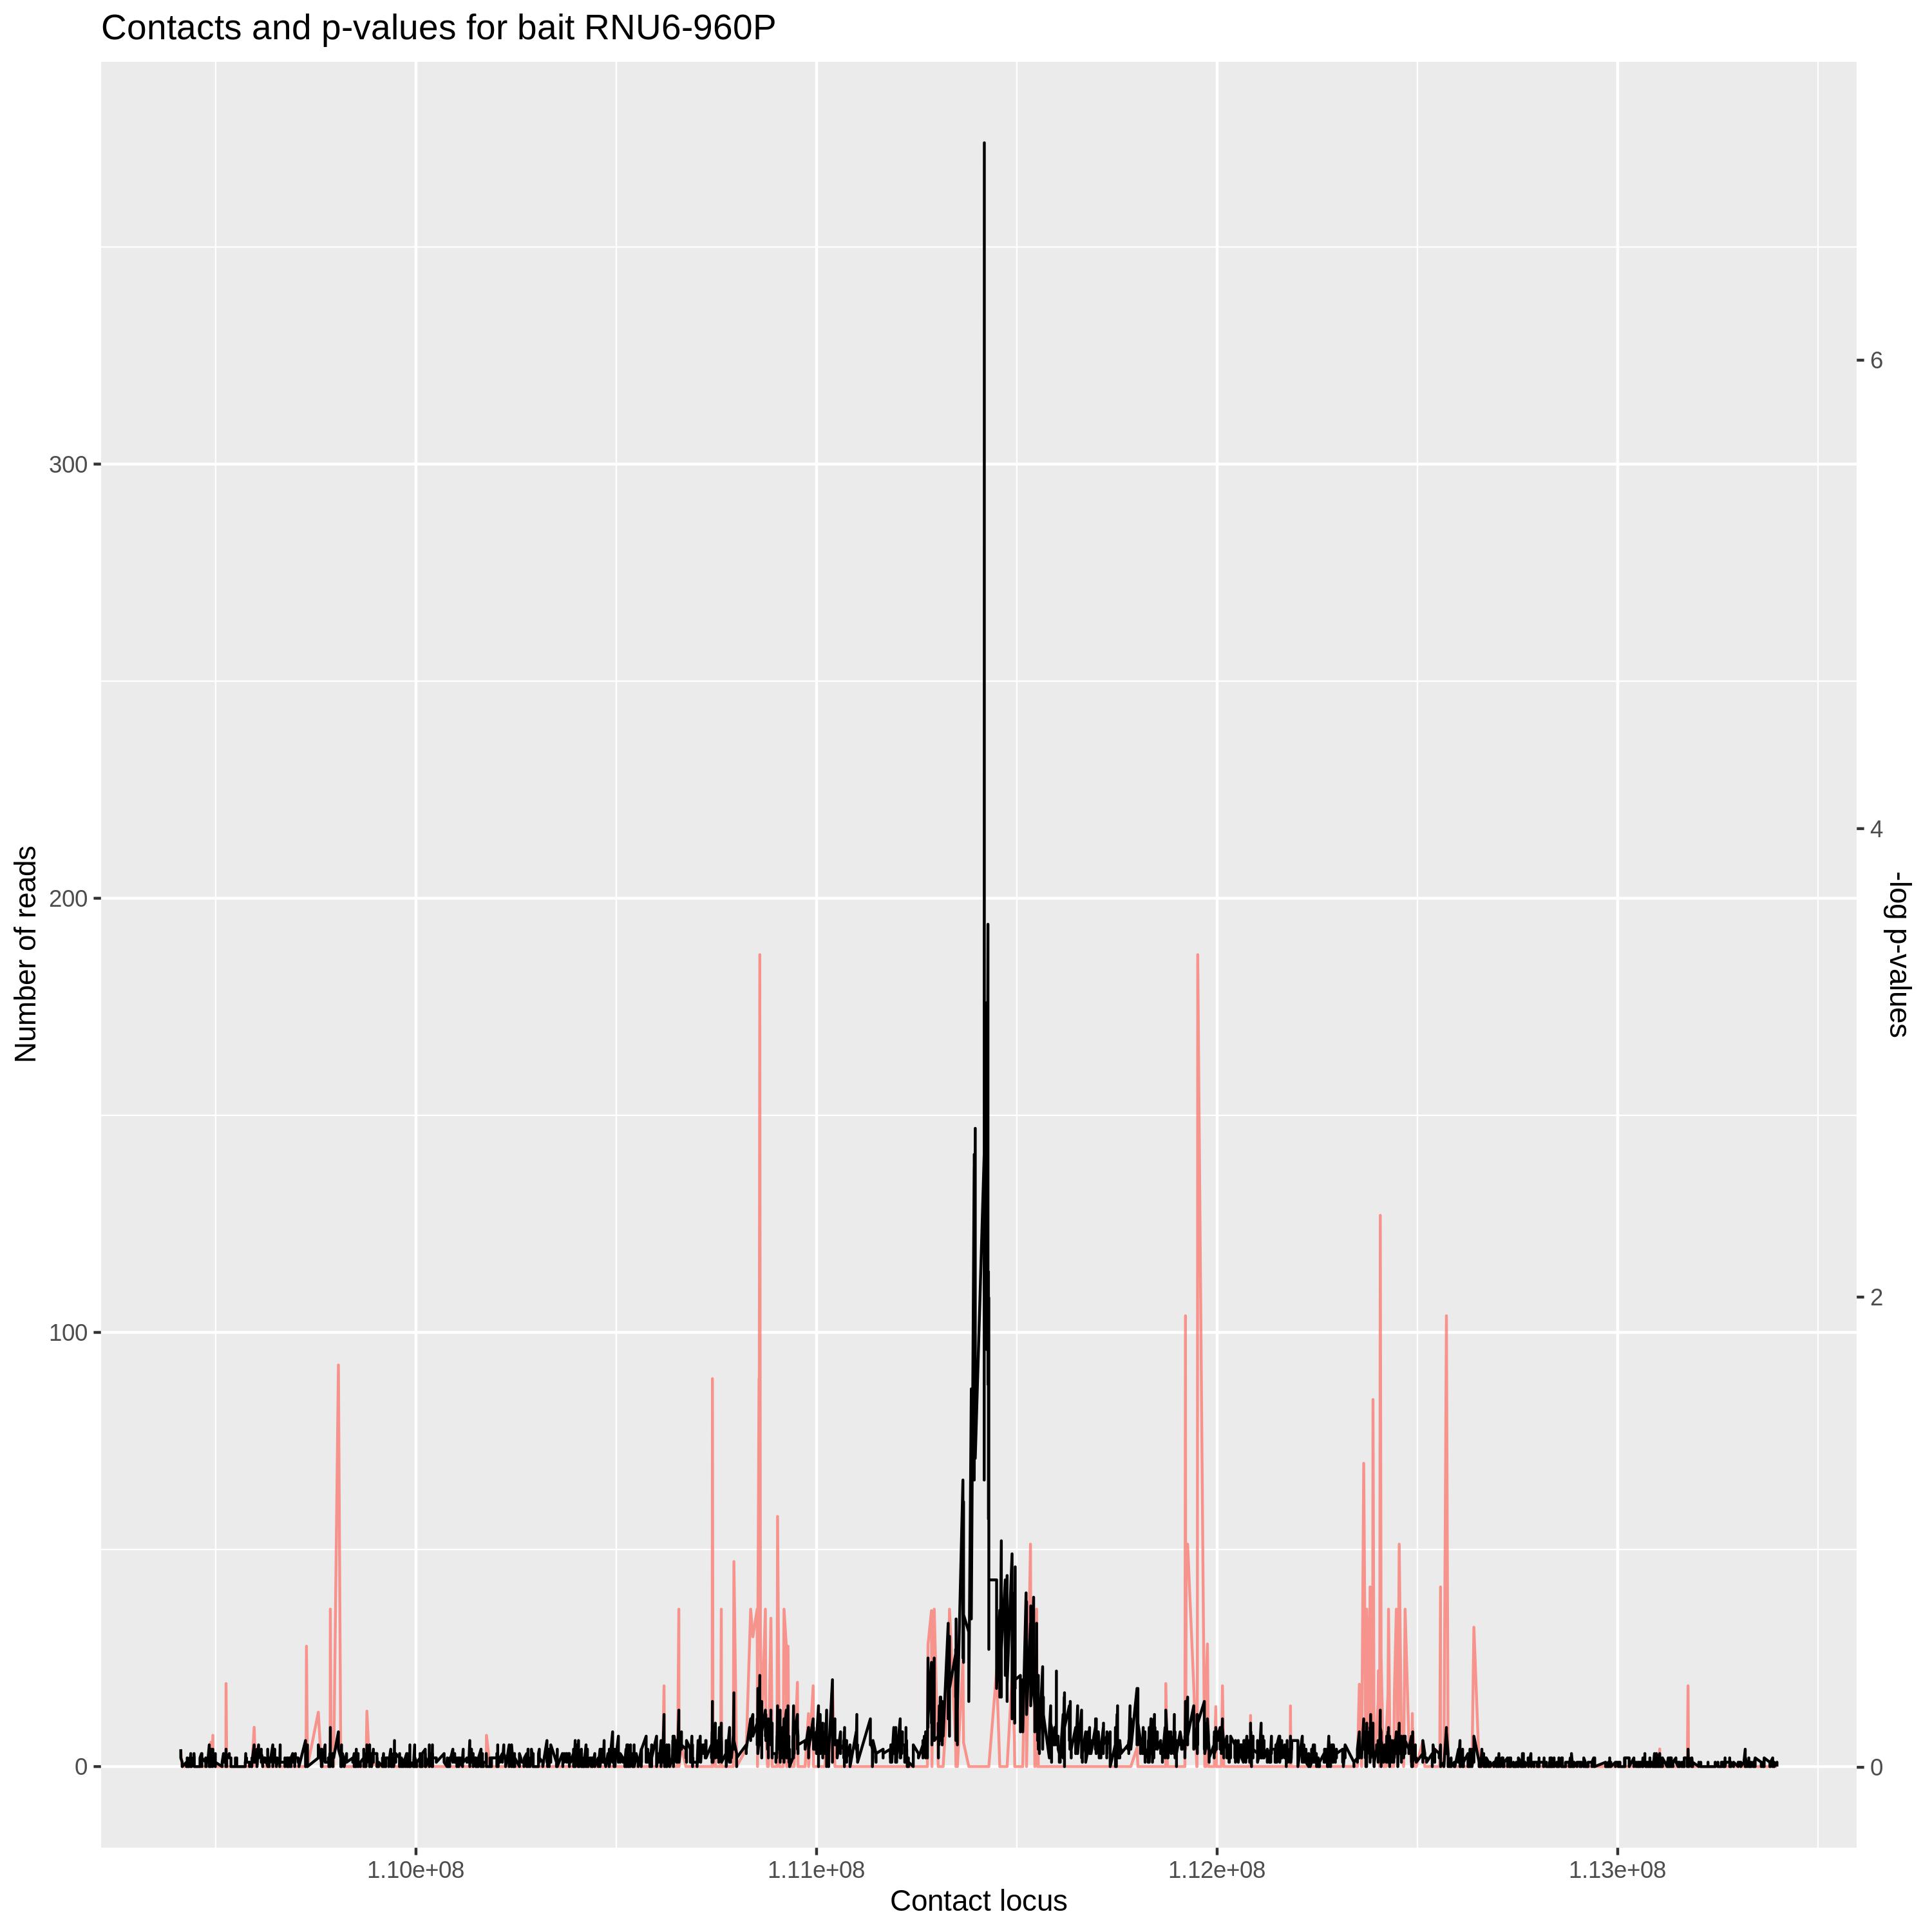 Contacts and p-values for bait RNU6-960P
Number of reads
300
200
100
0
6
4
2
0
-log p-values
1.10e+08
1.11e+08
1.12e+08
1.13e+08
Contact locus